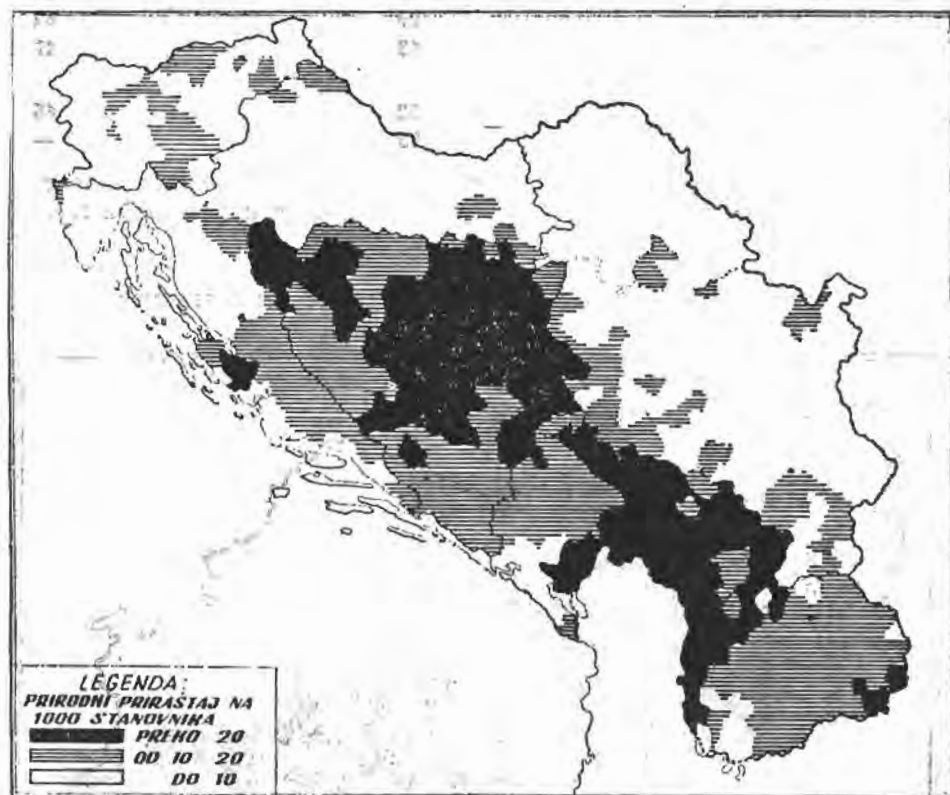 LEGENDA:
PRIRODNI PRIRAŠTAJ NA
1000 STANOVNIKA
PREKO 20
OD 10 20
DO 10